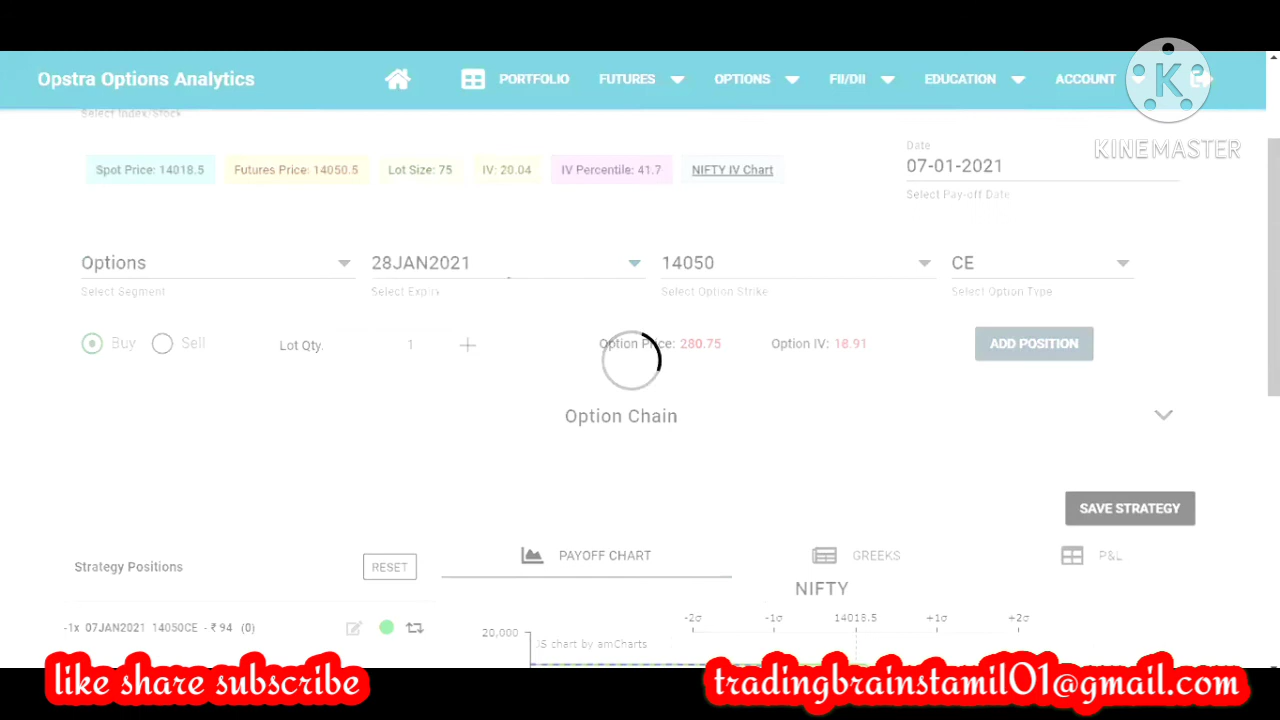 Opstra Options Analytics PORTFOLIO FUTURES OPTIONS FII/DII EDUCATION ACCOUNT
K
KINEMASTER
Select Index/Stock
Spot Price: 14018.5 Futures Price: 14050.5 Lot Size: 75 IV: 20.04 IV Percentile: 41.7 NIFTY IV Chart
Date
07-01-2021
Select Pay-off Date
Options 28JAN2021 14050 CE
Select Segment Select Expiry Select Option Strike Select Option Type
Buy Sell Lot Qty. 1 + Option Price: 280.75 Option IV: 18.91 ADD POSITION
Option Chain
SAVE STRATEGY
Strategy Positions RESET PAYOFF CHART GREEKS P&L
NIFTY
-2σ -1σ 14018.5 +1σ +2σ
-1x 07JAN2021 14050CE - ₹ 94 (0)
20,000
JS chart by amCharts
like share subscribe
tradingbrainstamil01@gmail.com